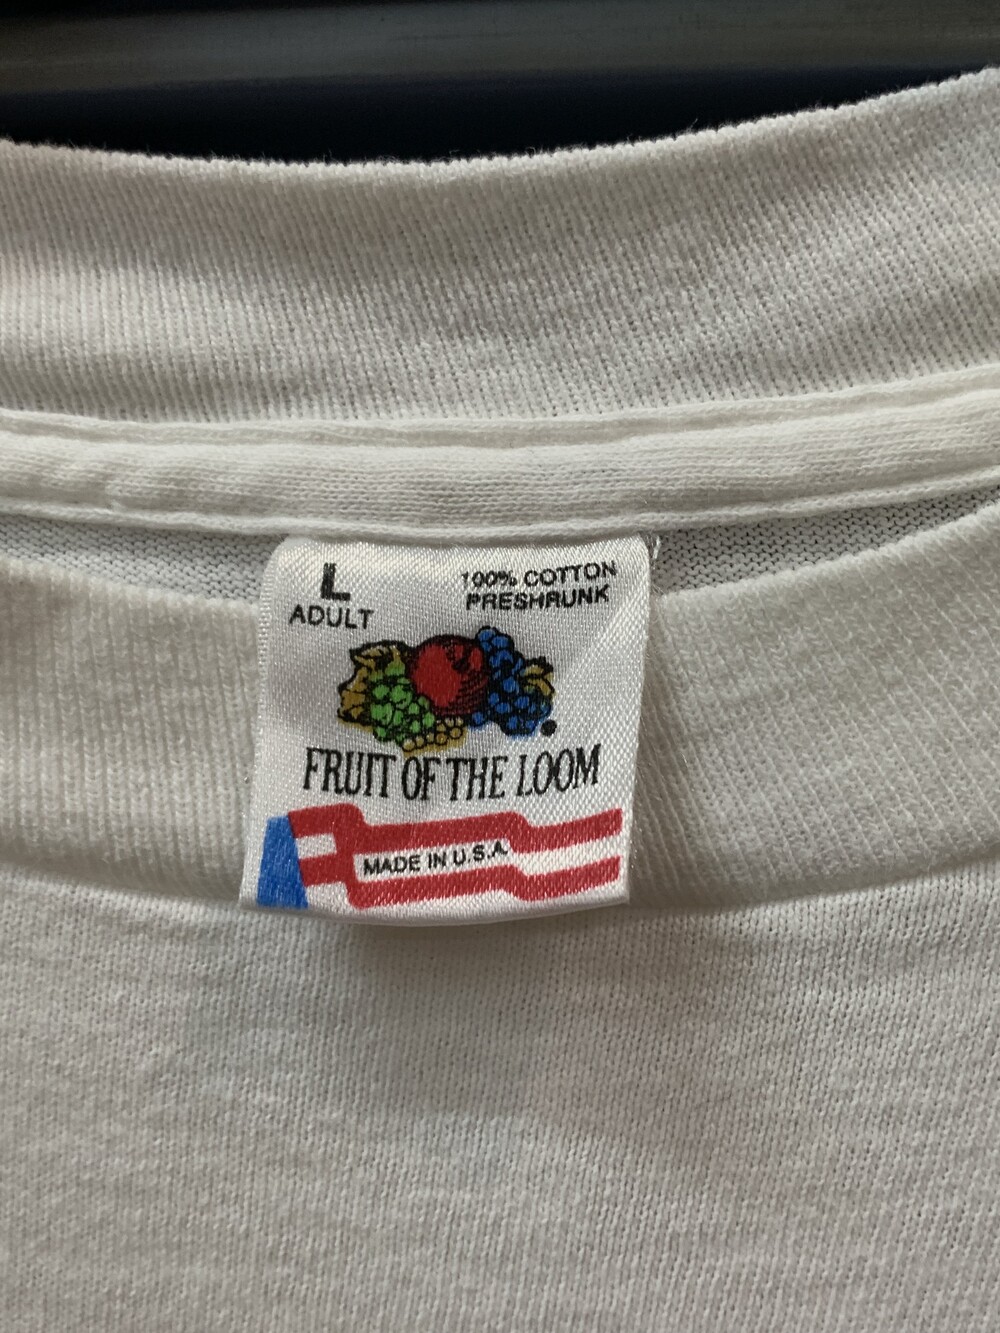 L
ADULT
100% COTTON
PRESHRUNK
FRUIT OF THE LOOM
MADE IN U.S.A.